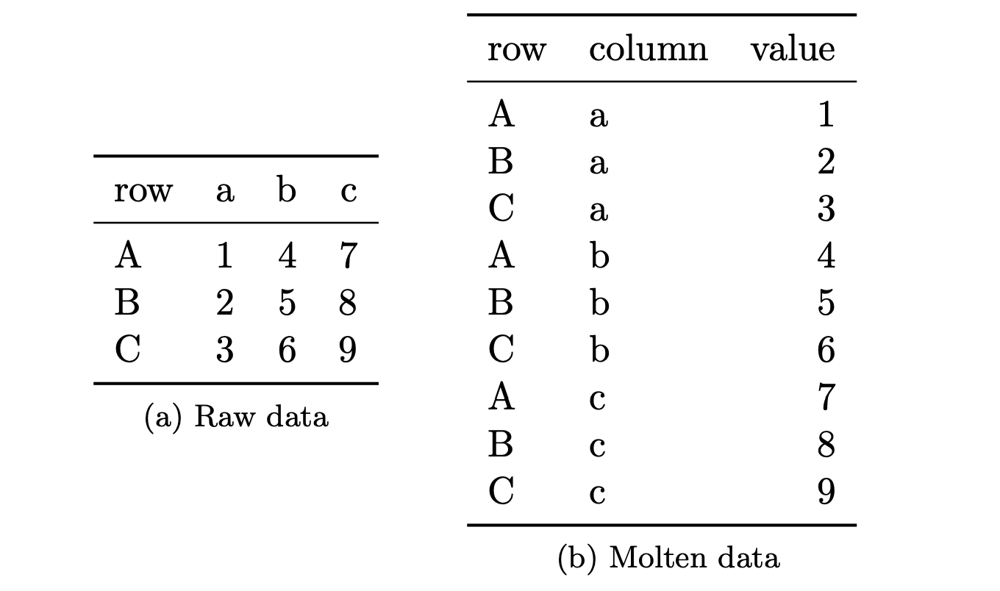 row a b c
A 1 4 7
B 2 5 8
C 3 6 9
(a) Raw data
row column value
A a 1
B a 2
C a 3
A b 4
B b 5
C b 6
A c 7
B c 8
C c 9
(b) Molten data